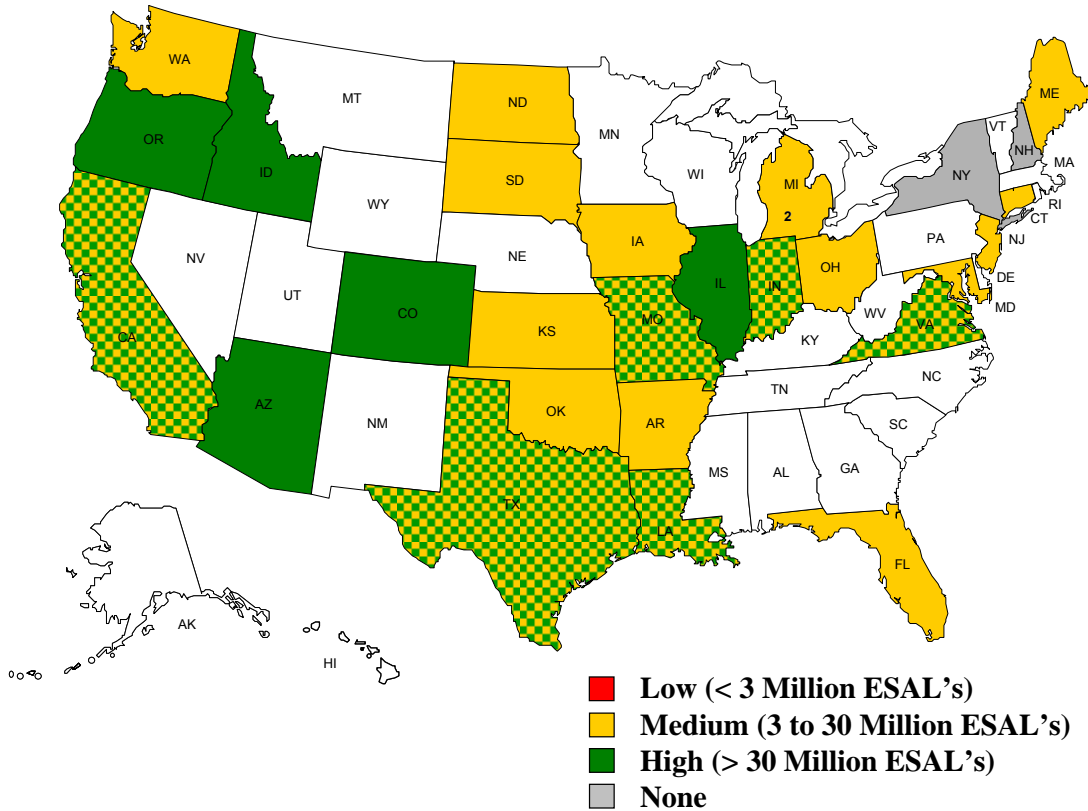 WA
MT
ND
MN
ME
VT
NH
MA
OR
ID
SD
WI
MI
2
NY
RI
CT
WY
IA
PA
NJ
NV
UT
NE
IL
IN
OH
DE
MD
CA
CO
KS
MO
WV
VA
KY
AZ
NM
OK
AR
TN
NC
SC
TX
LA
MS
AL
GA
FL
AK
HI
Low (< 3 Million ESAL's)
Medium (3 to 30 Million ESAL's)
High (> 30 Million ESAL's)
None